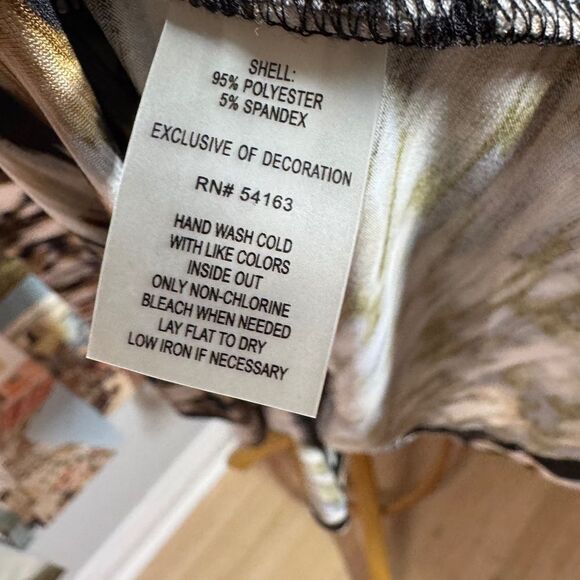 SHELL:
95% POLYESTER
5% SPANDEX
EXCLUSIVE OF DECORATION
RN# 54163
HAND WASH COLD
WITH LIKE COLORS
INSIDE OUT
ONLY NON-CHLORINE
BLEACH WHEN NEEDED
LAY FLAT TO DRY
LOW IRON IF NECESSARY